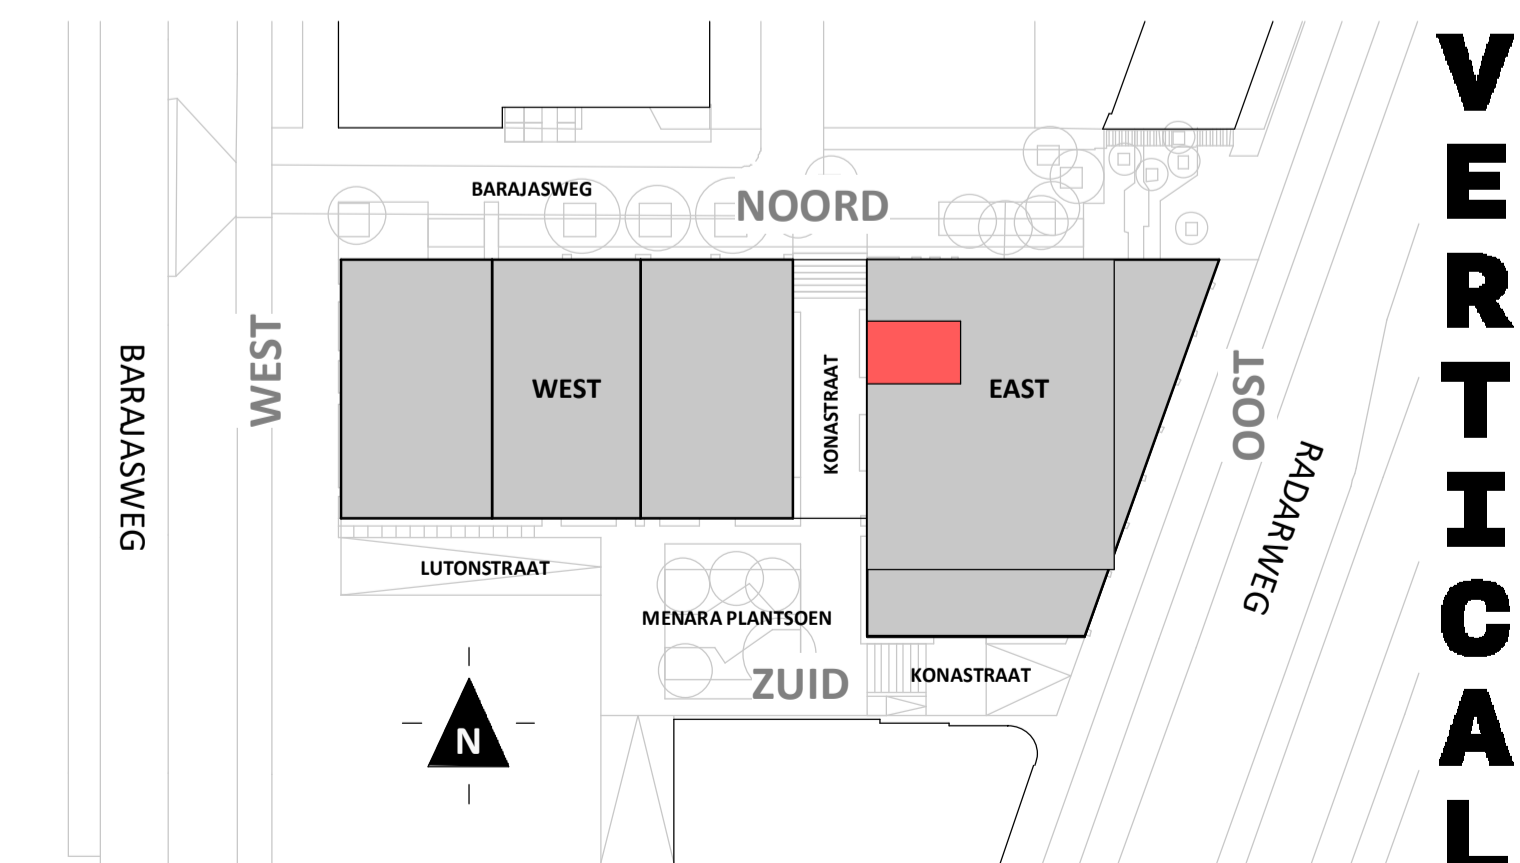 BARAJASWEG
NOORD
WEST
OOST
BARAJASWEG
WEST
KONASTRAAT
EAST
RADARWEG
LUTONSTRAAT
MENARA PLANTSOEN
ZUID
KONASTRAAT
N
VERTICAL